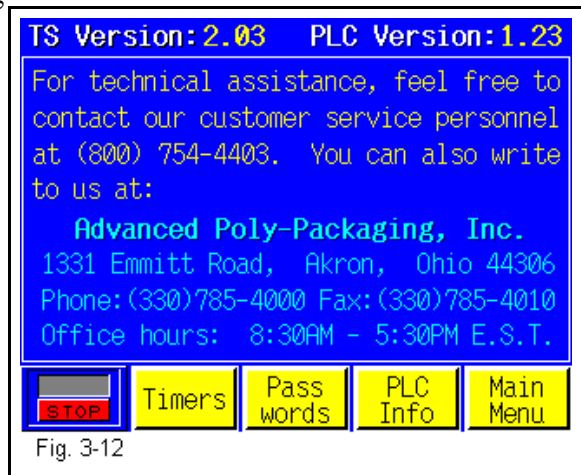 TS Version:2.03 PLC Version:1.23
For technical assistance, feel free to
contact our customer service personnel
at (800) 754-4403. You can also write
to us at:
Advanced Poly-Packaging, Inc.
1331 Emmitt Road, Akron, Ohio 44306
Phone:(330)785-4000 Fax:(330)785-4010
Office hours: 8:30AM - 5:30PM E.S.T.
STOP Timers Pass words PLC Info Main Menu
Fig. 3-12